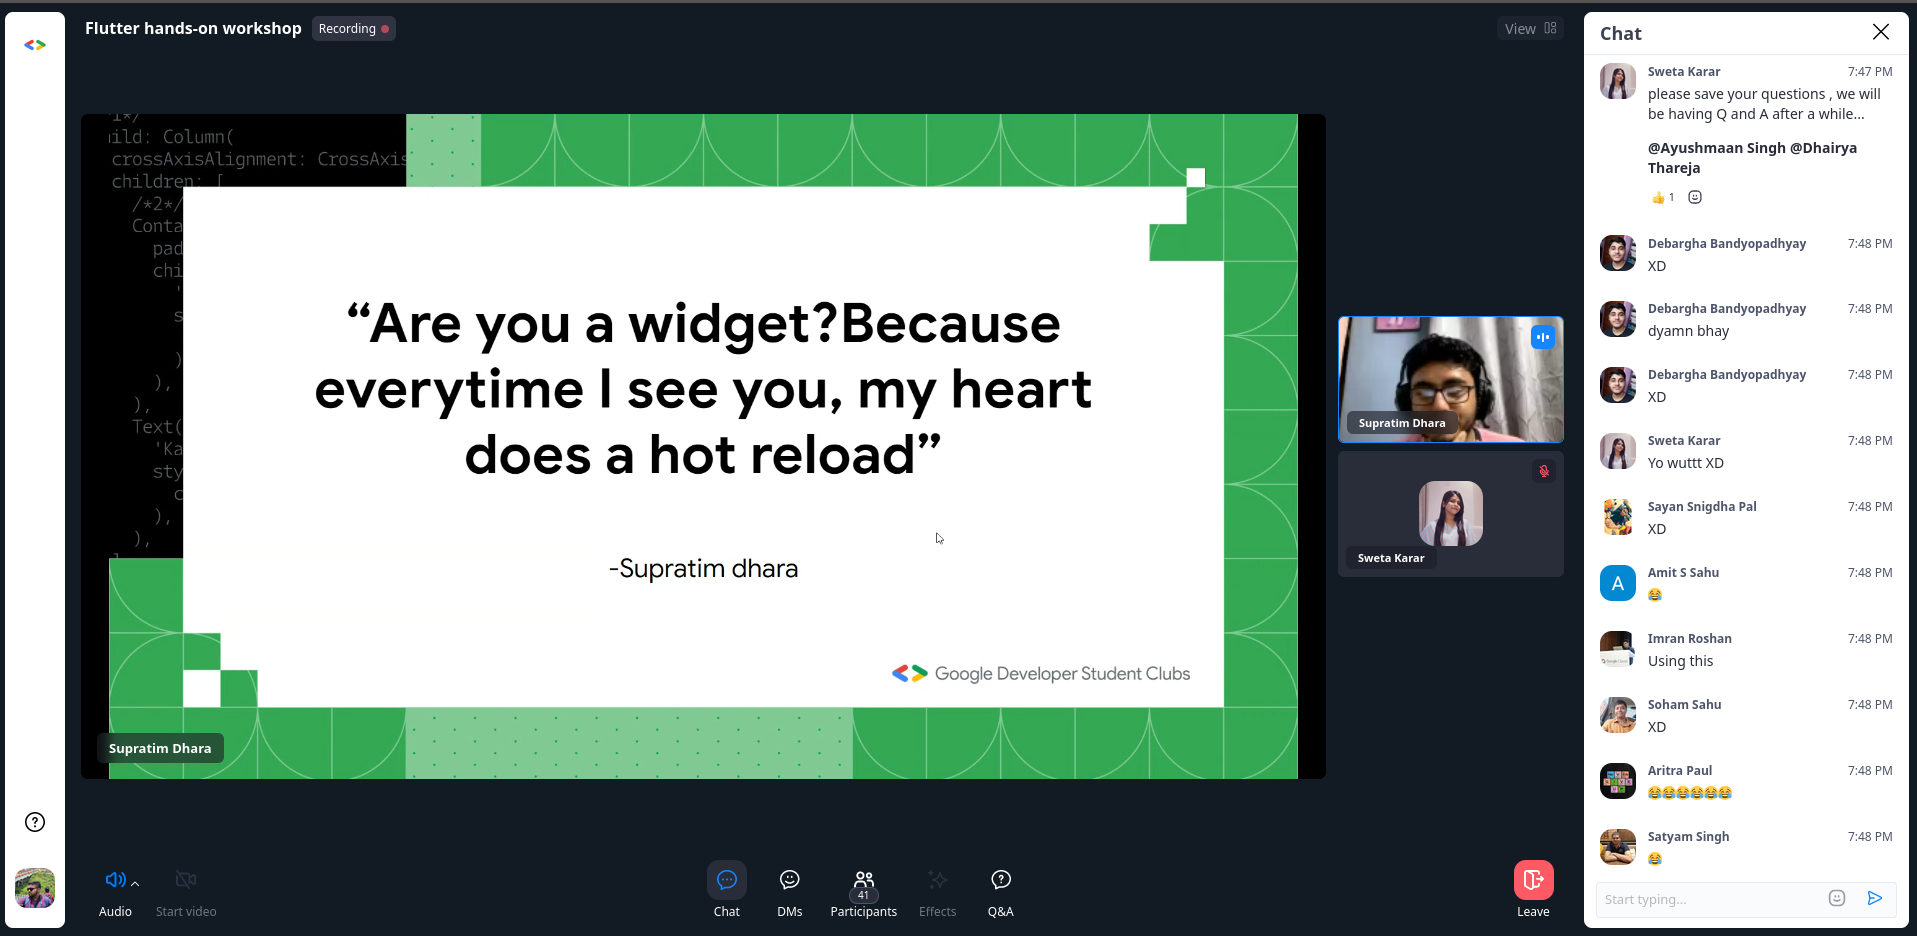 Flutter hands-on workshop
Recording
View
ild: Column(
crossAxisAlignment: CrossAxis
children: [
/*2*/
Conta
pad
chi
'
s
)
),
),
Text(
'Ka
sty
c
),
),
“Are you a widget?Because
everytime I see you, my heart
does a hot reload”
-Supratim dhara
Google Developer Student Clubs
Supratim Dhara
Supratim Dhara
Sweta Karar
Audio
Start video
Chat
DMs
41
Participants
Effects
Q&A
Leave
Chat
Sweta Karar 7:47 PM
please save your questions , we will
be having Q and A after a while...
@Ayushmaan Singh @Dhairya
Thareja
👍 1
Debargha Bandyopadhyay 7:48 PM
XD
Debargha Bandyopadhyay 7:48 PM
dyamn bhay
Debargha Bandyopadhyay 7:48 PM
XD
Sweta Karar 7:48 PM
Yo wuttt XD
Sayan Snigdha Pal 7:48 PM
XD
A
Amit S Sahu 7:48 PM
😂
Imran Roshan 7:48 PM
Using this
Soham Sahu 7:48 PM
XD
Aritra Paul 7:48 PM
😂😂😂😂😂😂
Satyam Singh 7:48 PM
😂
Start typing...